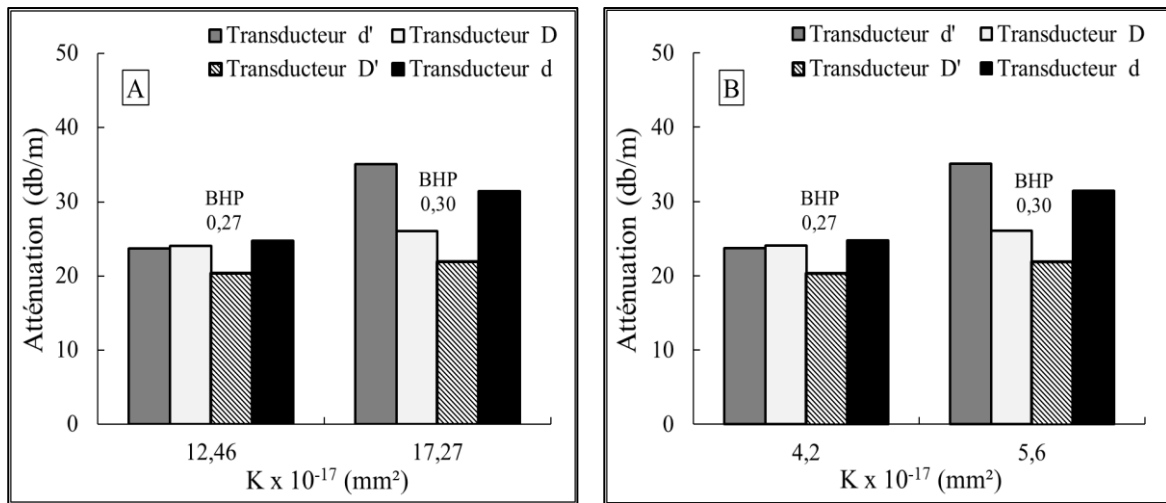 Transducteur d' Transducteur D
Transducteur D' Transducteur d
A
50
40
30
20
10
0
Atténuation (db/m)
BHP
0,27
BHP
0,30
12,46 17,27
K x 10⁻¹⁷ (mm²)
Transducteur d' Transducteur D
Transducteur D' Transducteur d
B
50
40
30
20
10
0
Atténuation (db/m)
BHP
0,27
BHP
0,30
4,2 5,6
K x 10⁻¹⁷ (mm²)